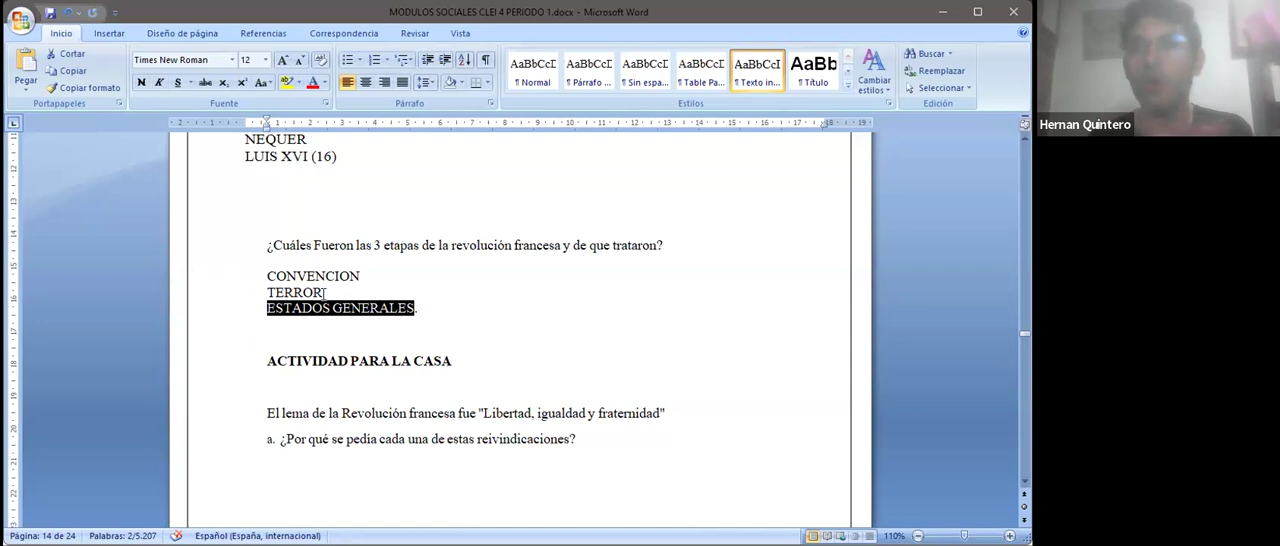 MODULOS SOCIALES CLEI 4 PERIODO 1.docx - Microsoft Word
Inicio Insertar Diseño de página Referencias Correspondencia Revisar Vista
Pegar
Cortar
Copiar
Copiar formato
Portapapeles
Times New Roman 12
Fuente
Párrafo
AaBbCcI AaBbCcI AaBbCcI AaBbCcI AaBbCcI AaBb
¶ Normal ¶ Párrafo ... ¶ Sin espa... ¶ Table Pa... ¶ Texto in... ¶ Título
Cambiar estilos
Estilos
Buscar
Reemplazar
Seleccionar
Edición
Hernan Quintero
NEQUER
LUIS XVI (16)
¿Cuáles Fueron las 3 etapas de la revolución francesa y de que trataron?
CONVENCION
TERROR
ESTADOS GENERALES.
ACTIVIDAD PARA LA CASA
El lema de la Revolución francesa fue "Libertad, igualdad y fraternidad"
a. ¿Por qué se pedía cada una de estas reivindicaciones?
Página: 14 de 24 Palabras: 2/5.207 Español (España, internacional) 110%